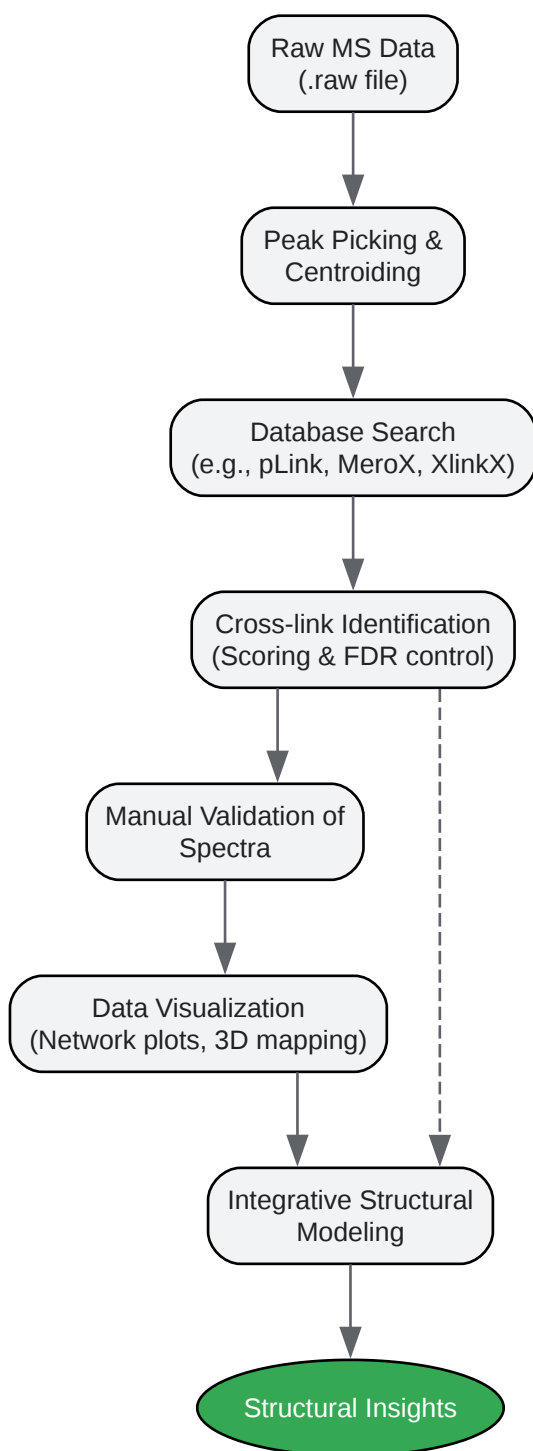 Raw MS Data
(.raw file)
Peak Picking &
Centroiding
Database Search
(e.g., pLink, MeroX, XlinkX)
Cross-link Identification
(Scoring & FDR control)
Manual Validation of
Spectra
Data Visualization
(Network plots, 3D mapping)
Integrative Structural
Modeling
Structural Insights